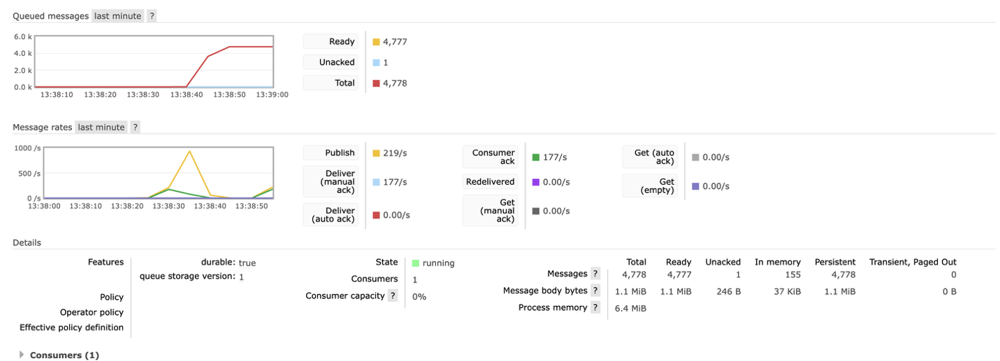 Queued messages last minute ?
6.0 k
4.0 k
2.0 k
0.0 k
13:38:10 13:38:20 13:38:30 13:38:40 13:38:50 13:39:00
Ready 4,777
Unacked 1
Total 4,778
Message rates last minute ?
1000 /s
500 /s
0 /s
13:38:00 13:38:10 13:38:20 13:38:30 13:38:40 13:38:50
Publish 219/s
Deliver
(manual 177/s
ack)
Deliver
(auto ack) 0.00/s
Consumer
ack 177/s
Redelivered 0.00/s
Get
(manual 0.00/s
ack)
Get (auto
ack) 0.00/s
Get
(empty) 0.00/s
Details
Features durable: true
queue storage version: 1
Policy
Operator policy
Effective policy definition
State running
Consumers 1
Consumer capacity ? 0%
Total Ready Unacked In memory Persistent Transient, Paged Out
Messages ? 4,778 4,777 1 155 4,778 0
Message body bytes ? 1.1 MiB 1.1 MiB 246 B 37 KiB 1.1 MiB 0 B
Process memory ? 6.4 MiB
Consumers (1)